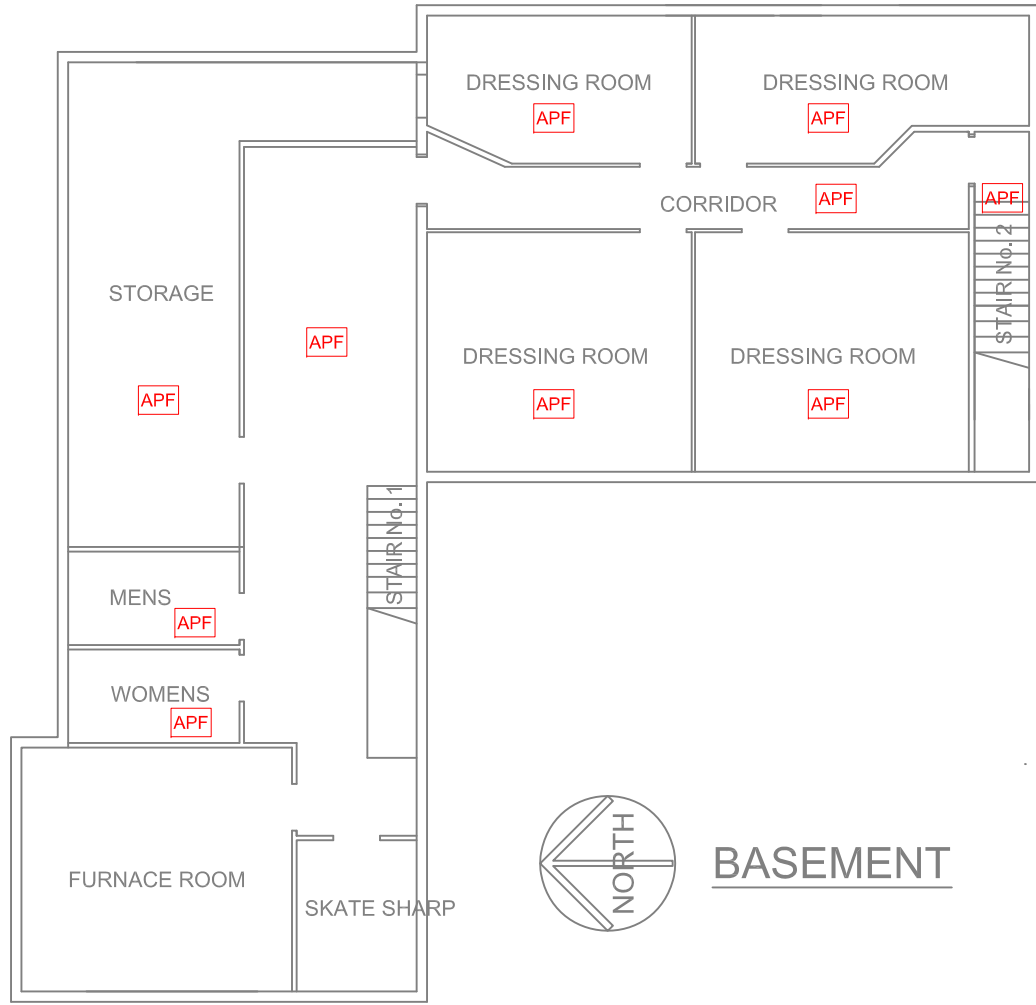 DRESSING ROOM
APF
DRESSING ROOM
APF
CORRIDOR
APF
APF
STAIR No. 2
STORAGE
APF
APF
DRESSING ROOM
APF
DRESSING ROOM
APF
STAIR No. 1
MENS
APF
WOMENS
APF
FURNACE ROOM
SKATE SHARP
NORTH
BASEMENT